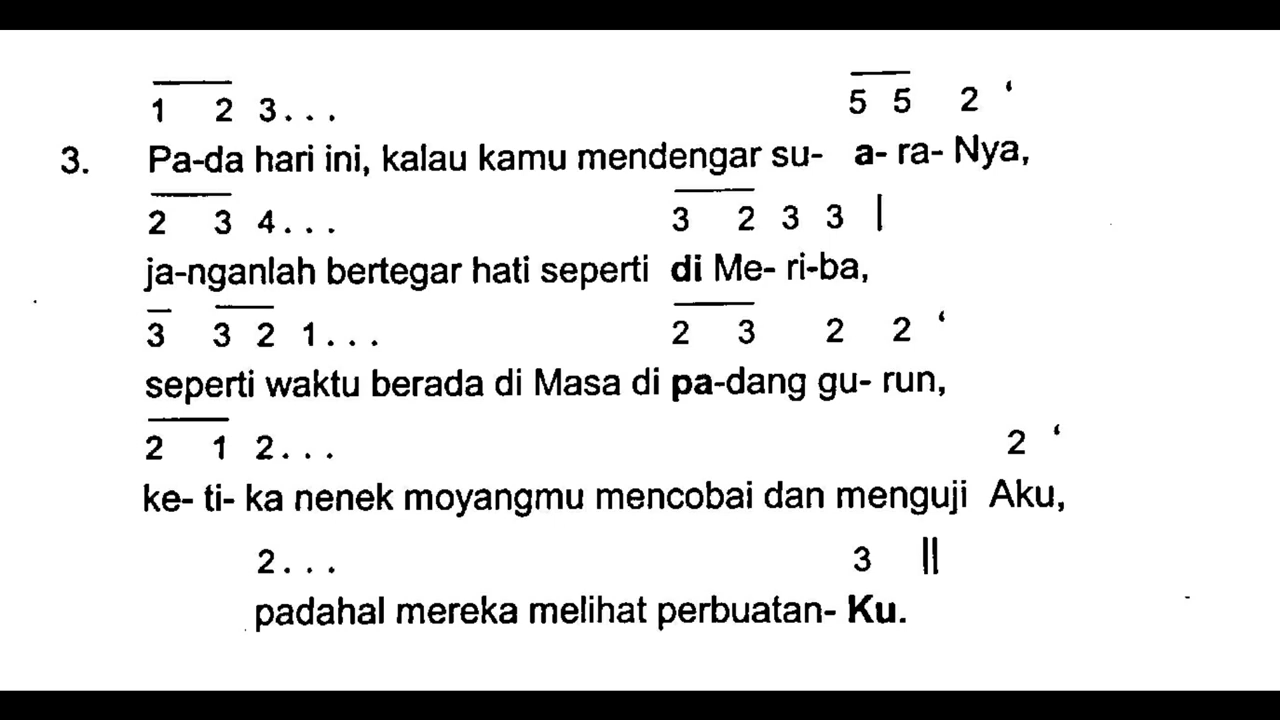 1 2 3... 5 5 2 ‘
3. Pa-da hari ini, kalau kamu mendengar su- a- ra- Nya,
2 3 4... 3 2 3 3 |
ja-nganlah bertegar hati seperti di Me- ri-ba,
3 3 2 1... 2 3 2 2 ‘
seperti waktu berada di Masa di pa-dang gu- run,
2 1 2... 2 ‘
ke- ti- ka nenek moyangmu mencobai dan menguji Aku,
2... 3 ||
padahal mereka melihat perbuatan- Ku.